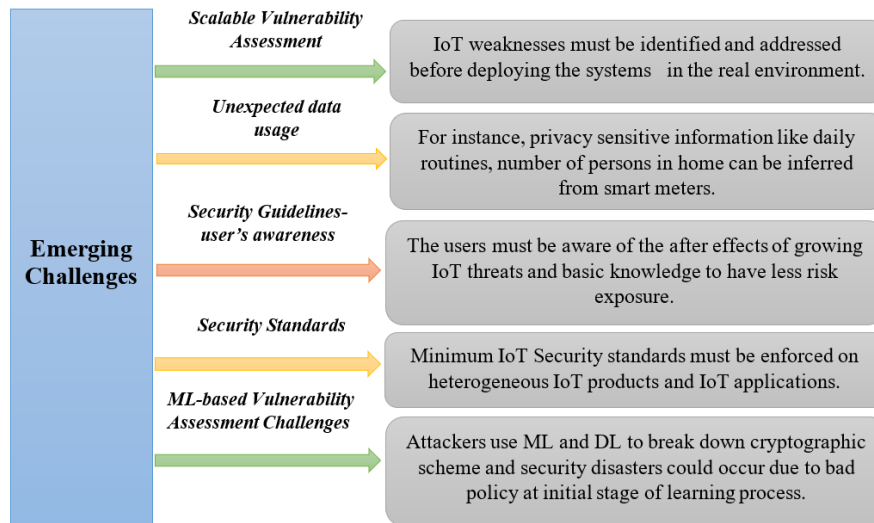 Scalable Vulnerability
Assessment
IoT weaknesses must be identified and addressed
before deploying the systems in the real environment.
Unexpected data
usage
For instance, privacy sensitive information like daily
routines, number of persons in home can be inferred
from smart meters.
Security Guidelines-
user's awareness
Emerging
Challenges
The users must be aware of the after effects of growing
IoT threats and basic knowledge to have less risk
exposure.
Security Standards
Minimum IoT Security standards must be enforced on
heterogeneous IoT products and IoT applications.
ML-based Vulnerability
Assessment Challenges
Attackers use ML and DL to break down cryptographic
scheme and security disasters could occur due to bad
policy at initial stage of learning process.